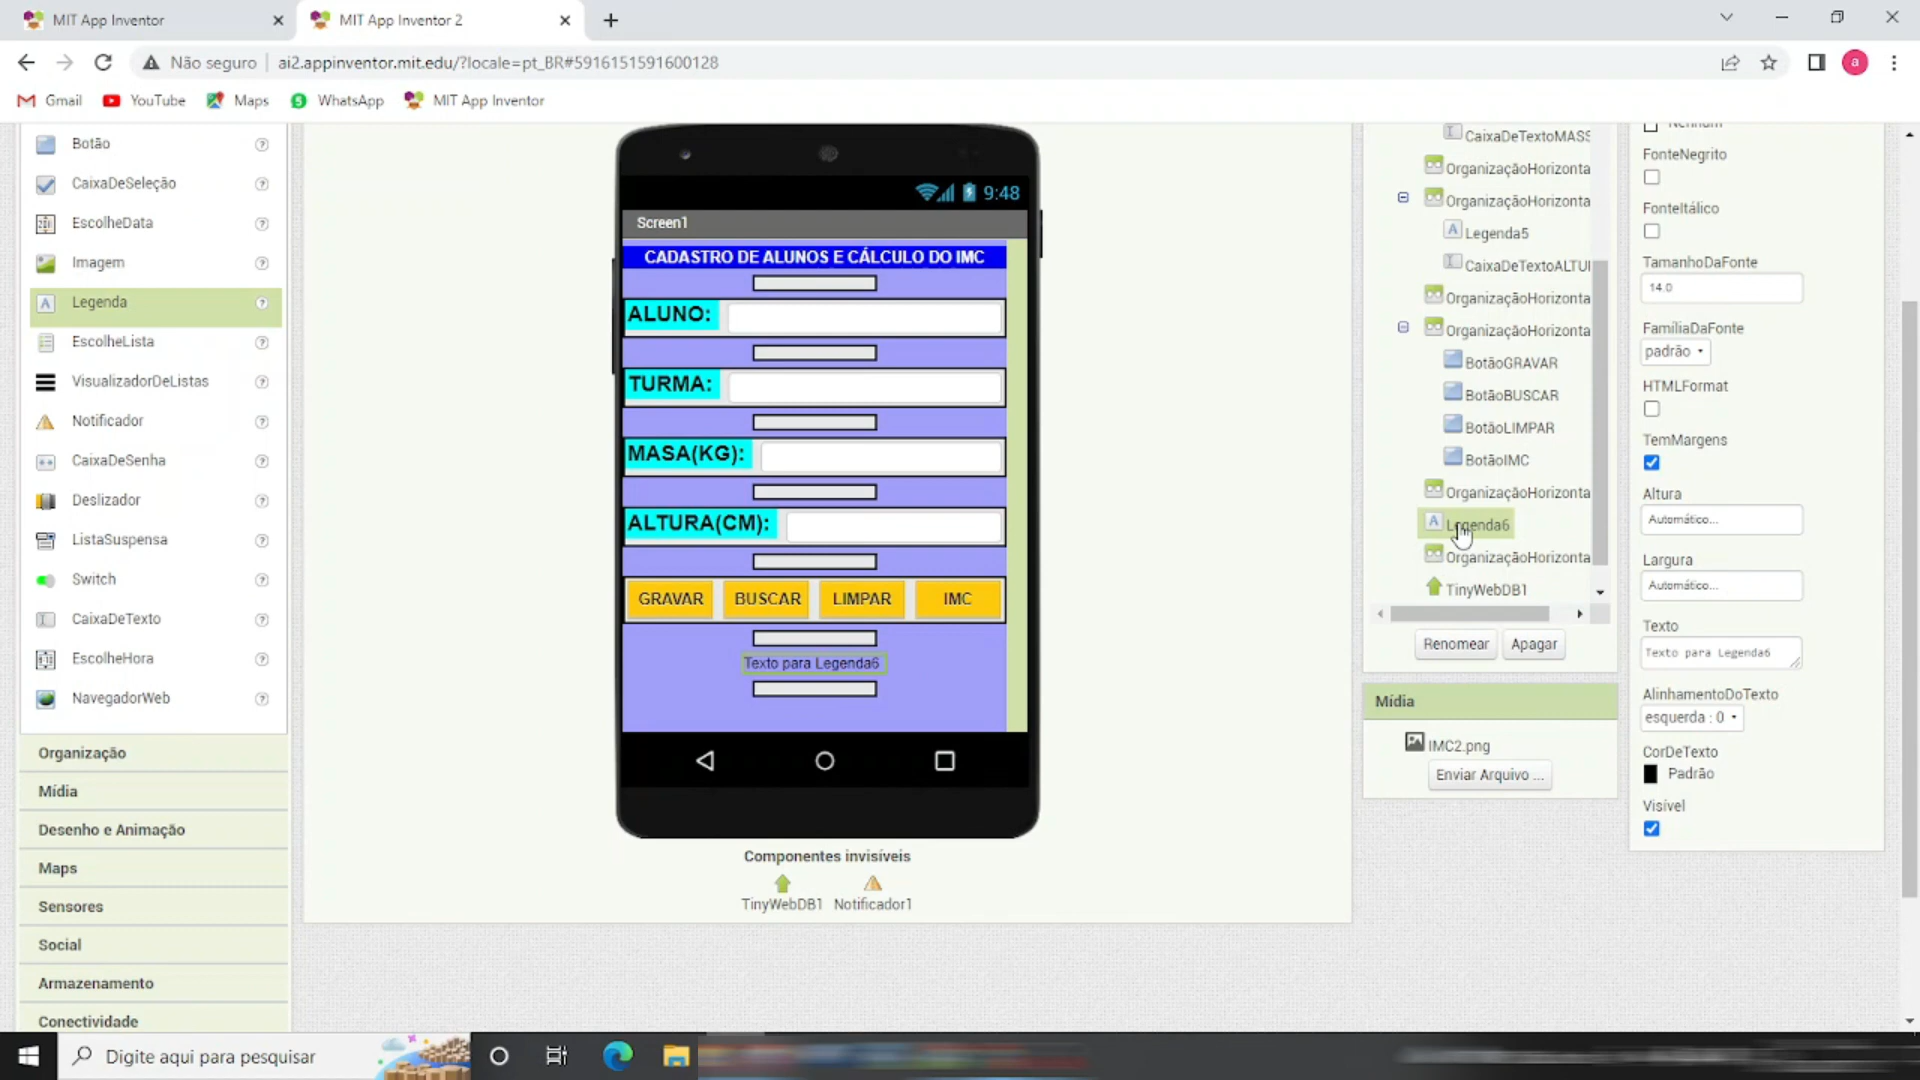 MIT App Inventor
MIT App Inventor 2
Não seguro
ai2.appinventor.mit.edu/?locale=pt_BR#5916151591600128
a
Gmail
YouTube
Maps
WhatsApp
MIT App Inventor
Botão
CaixaDeSeleção
EscolheData
Imagem
Legenda
EscolheLista
VisualizadorDeListas
Notificador
CaixaDeSenha
Deslizador
ListaSuspensa
Switch
CaixaDeTexto
EscolheHora
NavegadorWeb
Organização
Mídia
Desenho e Animação
Maps
Sensores
Social
Armazenamento
Conectividade
9:48
Screen1
CADASTRO DE ALUNOS E CÁLCULO DO IMC
ALUNO:
TURMA:
MASA(KG):
ALTURA(CM):
GRAVAR BUSCAR LIMPAR IMC
Texto para Legenda6
Componentes invisíveis
TinyWebDB1 Notificador1
CaixaDeTextoMASS
OrganizaçãoHorizonta
OrganizaçãoHorizonta
Legenda5
CaixaDeTextoALTU
OrganizaçãoHorizonta
OrganizaçãoHorizonta
BotãoGRAVAR
BotãoBUSCAR
BotãoLIMPAR
BotãoIMC
OrganizaçãoHorizonta
Legenda6
OrganizaçãoHorizonta
TinyWebDB1
Renomear Apagar
Mídia
IMC2.png
Enviar Arquivo ...
Nenhum
FonteNegrito
FonteItálico
TamanhoDaFonte
14.0
FamíliaDaFonte
padrão
HTMLFormat
TemMargens
Altura
Automático...
Largura
Automático...
Texto
Texto para Legenda6
AlinhamentoDoTexto
esquerda : 0
CorDeTexto
Padrão
Visível
Digite aqui para pesquisar